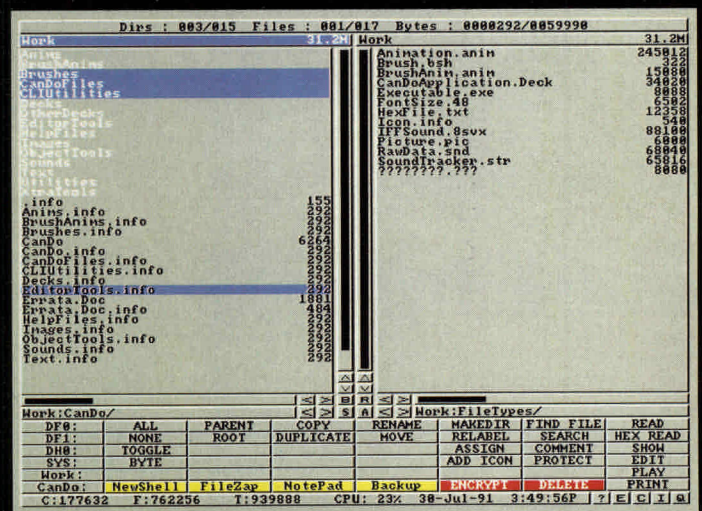 Dirs : 003/015 Files : 001/017 Bytes : 0000292/0059990
Work 31.2M
Anims
BrushAnims
Brushes
CanDoFiles
CLIUtilities
Decks
OtherDecks
EditorTools
HelpFiles
Images
ObjectTools
Sounds
Text
Utilities
XtraTools
.info 155
Anims.info 292
BrushAnims.info 292
Brushes.info 292
CanDo 6264
CanDo.info 292
CanDoFiles.info 292
CLIUtilities.info 292
Decks.info 292
EditorTools.info 292
Errata.Doc 1881
Errata.Doc.info 484
HelpFiles.info 292
Images.info 292
ObjectTools.info 292
Sounds.info 292
Text.info 292
Work 31.2M
Animation.anim 245012
Brush.bsh 322
BrushAnim.anim 15080
CanDoApplication.Deck 34020
Executable.exe 8088
FontSize.48 6502
HexFile.txt 12358
Icon.info 540
IFFSound.8svx 88100
Picture.pic 6000
RawData.snd 68040
SoundTracker.str 65816
????????.??? 8080
< > B R < >
Work:CanDo/ < > S A < > Work:FileTypes/
DF0: ALL PARENT COPY RENAME MAKEDIR FIND FILE READ
DF1: NONE ROOT DUPLICATE MOVE RELABEL SEARCH HEX READ
DH0: TOGGLE ASSIGN COMMENT SHOW
SYS: BYTE ADD ICON PROTECT EDIT
Work: PLAY
CanDo: NewShell FileZap NotePad Backup ENCRYPT DELETE PRINT
C:177632 F:762256 T:939888 CPU: 23% 30-Jul-91 3:49:56P ? E C I Q